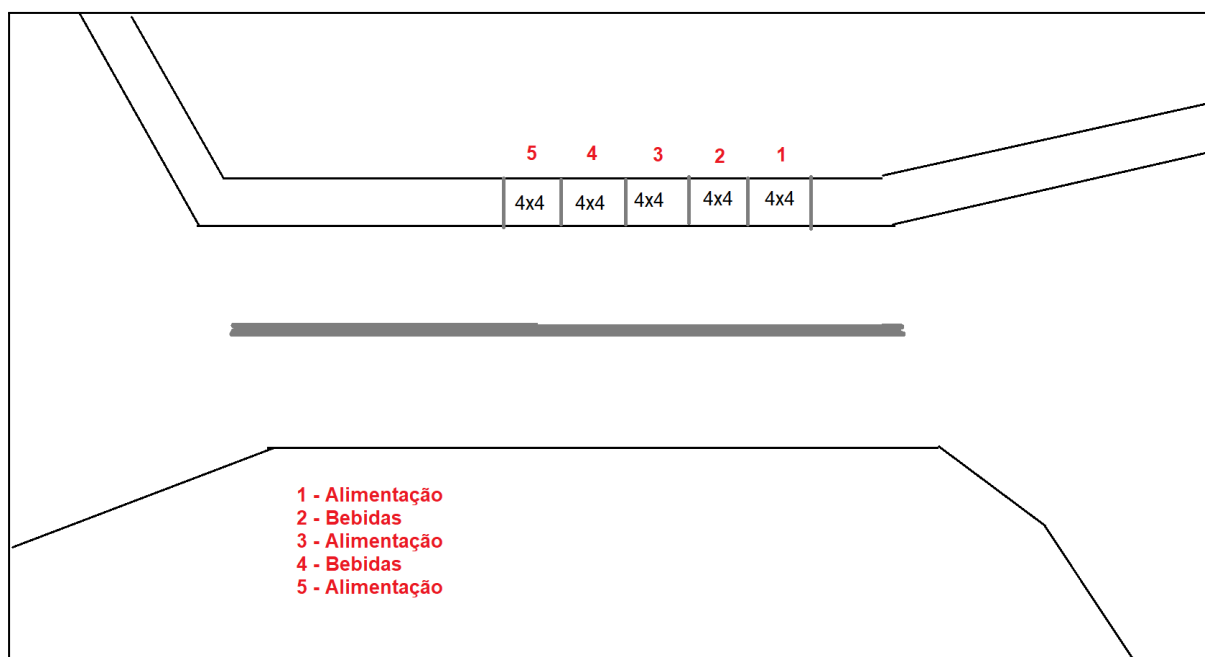 5 4 3 2 1
4x4 4x4 4x4 4x4 4x4
1 - Alimentação
2 - Bebidas
3 - Alimentação
4 - Bebidas
5 - Alimentação